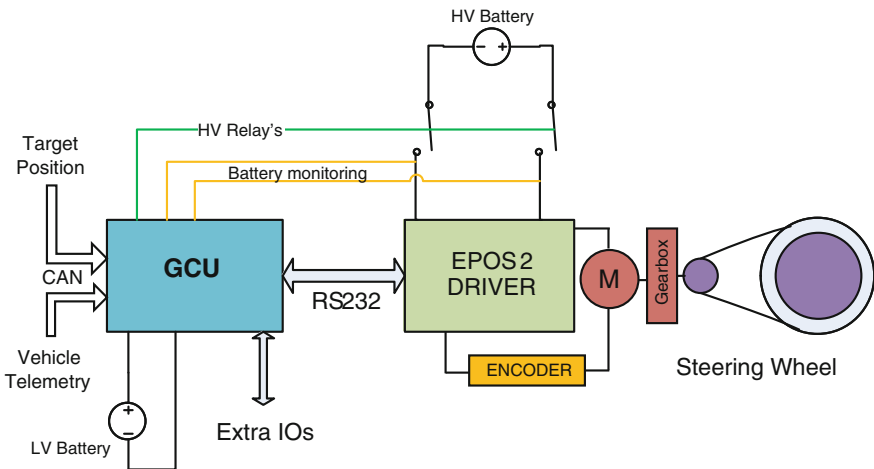 HV Battery
- +
HV Relay's
Target
Position
Battery monitoring
GCU
CAN
RS232
EPOS2
DRIVER
M
Gearbox
ENCODER
Steering Wheel
Vehicle
Telemetry
+
-
LV Battery
Extra IOs